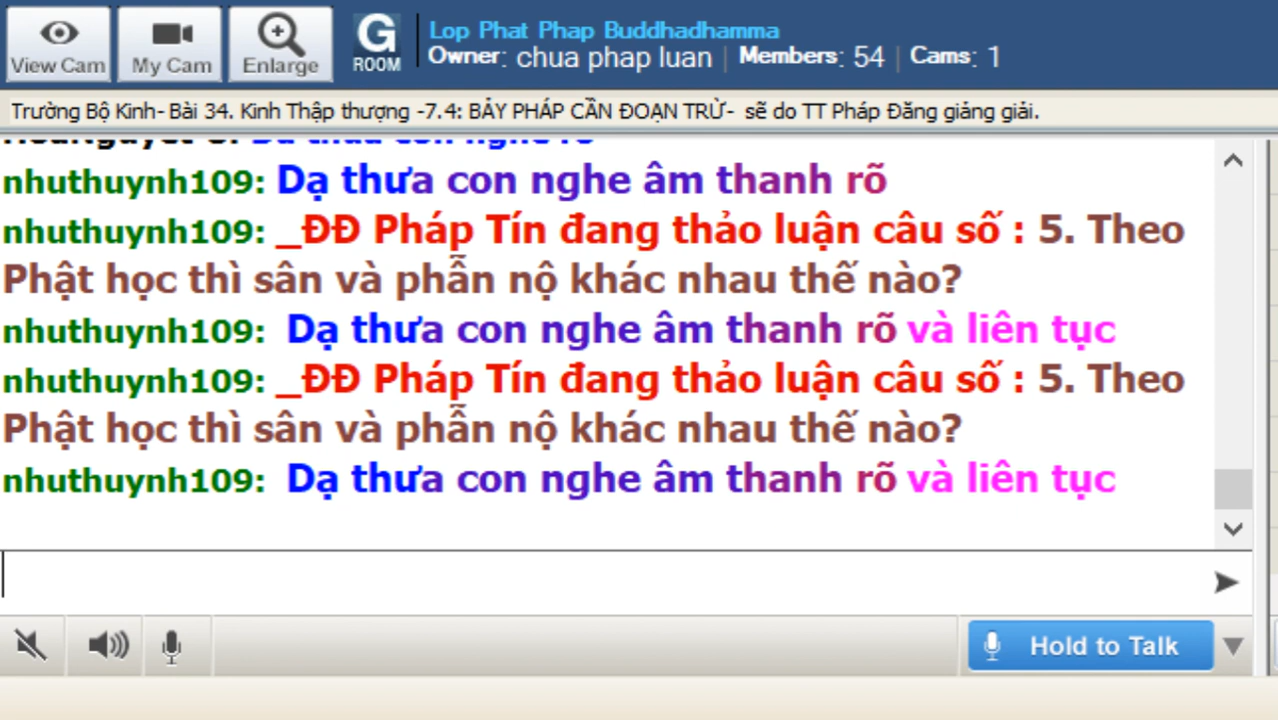 Lop Phat Phap Buddhadhamma
View Cam My Cam Enlarge G ROOM Owner: chua phap luan | Members: 54 | Cams: 1
Trường Bộ Kinh- Bài 34. Kinh Thập thượng -7.4: BẢY PHÁP CẦN ĐOẠN TRỪ- sẽ do TT Pháp Đăng giảng giải.
nhuthuynh109: Dạ thưa con nghe âm thanh rõ
nhuthuynh109: _ĐĐ Pháp Tín đang thảo luận câu số : 5. Theo
Phật học thì sân và phẫn nộ khác nhau thế nào?
nhuthuynh109: Dạ thưa con nghe âm thanh rõ và liên tục
nhuthuynh109: _ĐĐ Pháp Tín đang thảo luận câu số : 5. Theo
Phật học thì sân và phẫn nộ khác nhau thế nào?
nhuthuynh109: Dạ thưa con nghe âm thanh rõ và liên tục
Hold to Talk